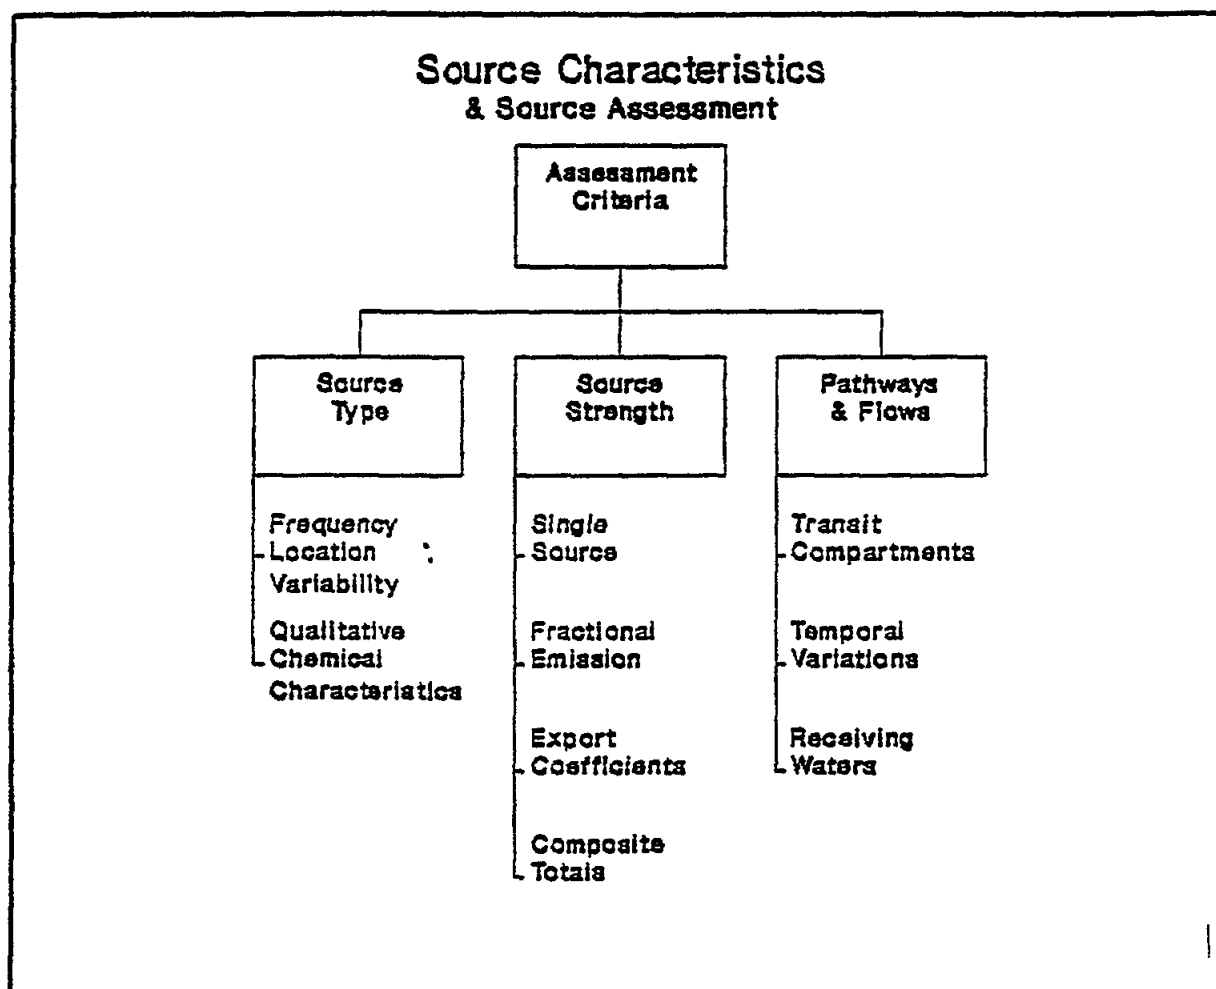 Source Characteristics
& Source Assessment
Assessment
Criteria
Source
Type
Source
Strength
Pathways
& Flows
Frequency
Location
Variability
Qualitative
Chemical
Characteristics
Single
Source
Fractional
Emission
Export
Coefficients
Composite
Totals
Transit
Compartments
Temporal
Variations
Receiving
Waters